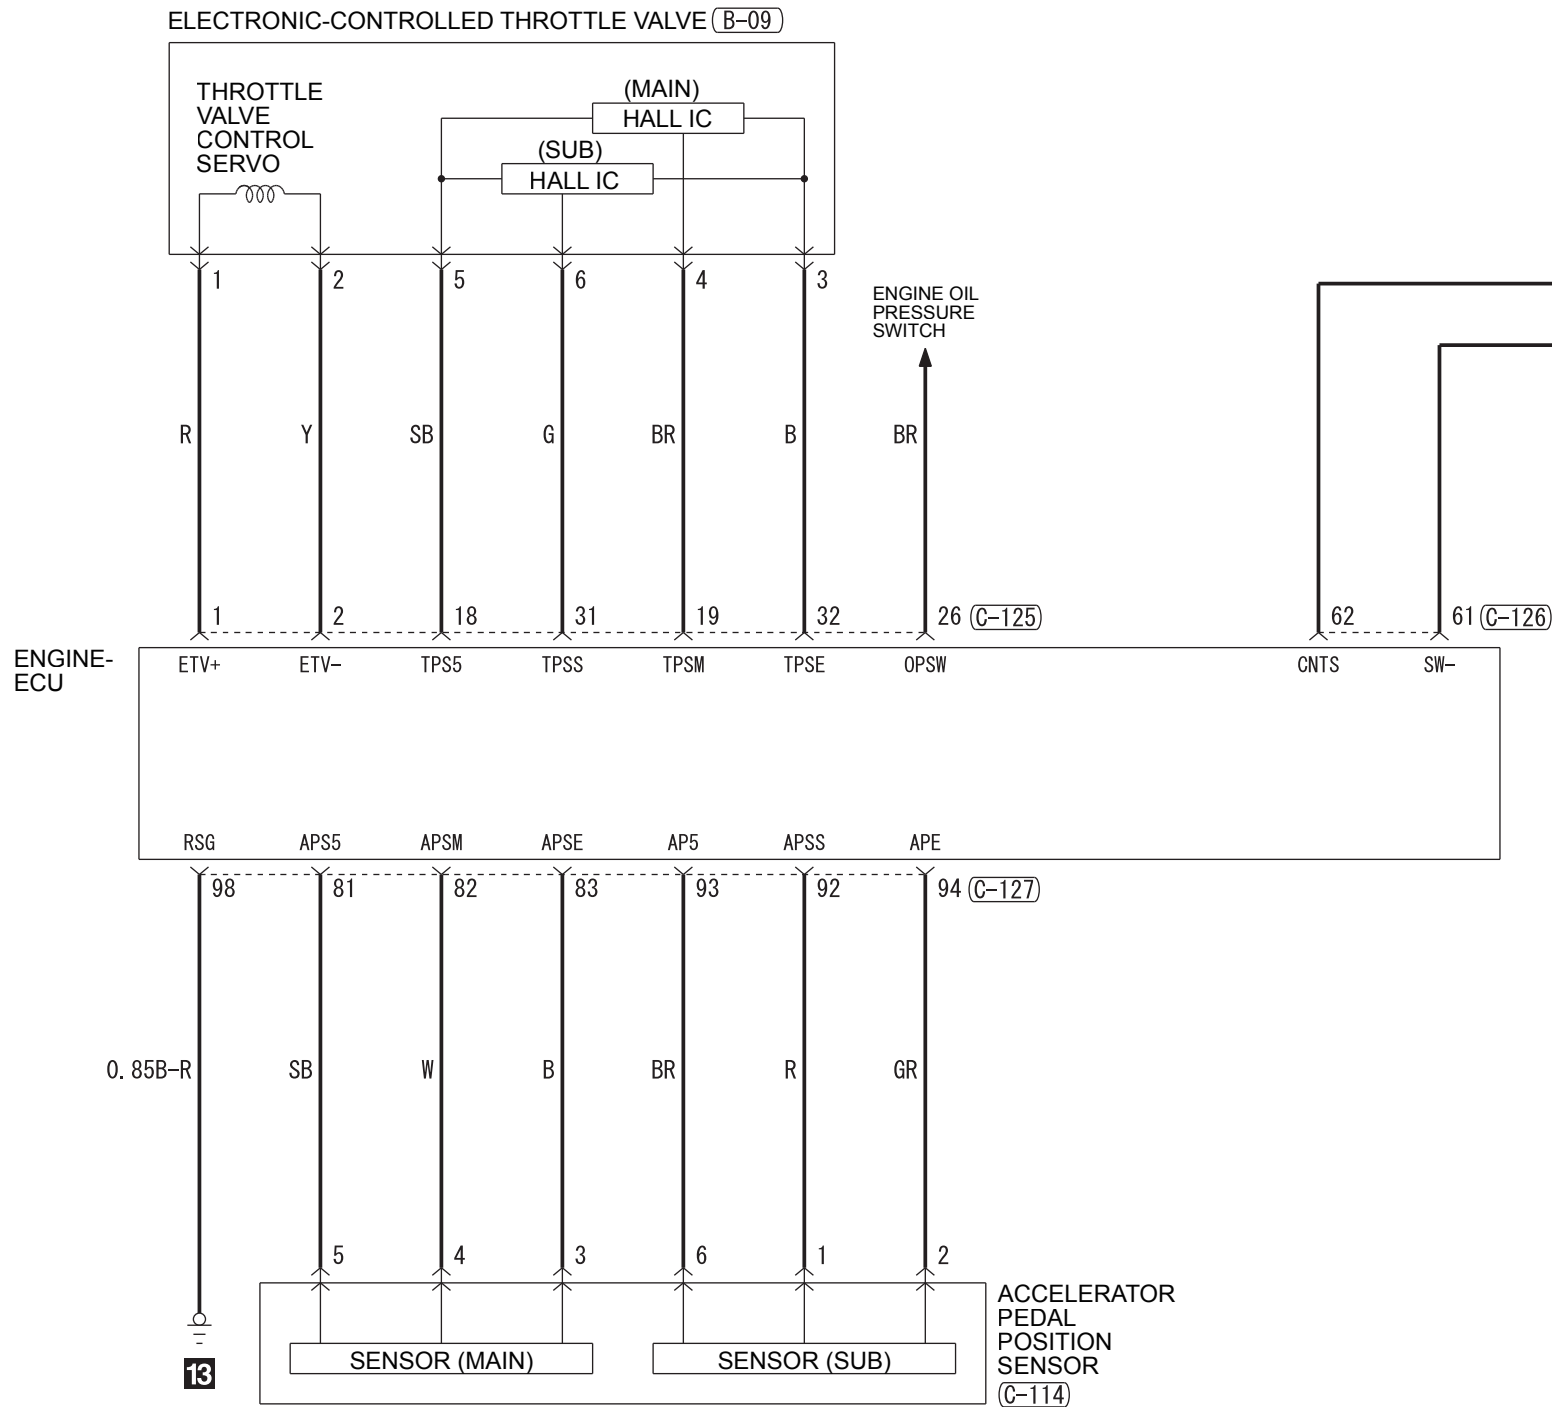 ELECTRONIC-CONTROLLED THROTTLE VALVE B-09
THROTTLE
VALVE
CONTROL
SERVO
(MAIN)
HALL IC
(SUB)
HALL IC
1 2 5 6 4 3
ENGINE OIL
PRESSURE
SWITCH
R Y SB G BR B BR
1 2 18 31 19 32 26 C-125 62 61 C-126
ENGINE-
ECU
ETV+ ETV- TPS5 TPSS TPSM TPSE OPSW CNTS SW-
RSG APS5 APSM APSE AP5 APSS APE
98 81 82 83 93 92 94 C-127
0.85B-R SB W B BR R GR
5 4 3 6 1 2
13
SENSOR (MAIN)
SENSOR (SUB)
ACCELERATOR
PEDAL
POSITION
SENSOR
C-114